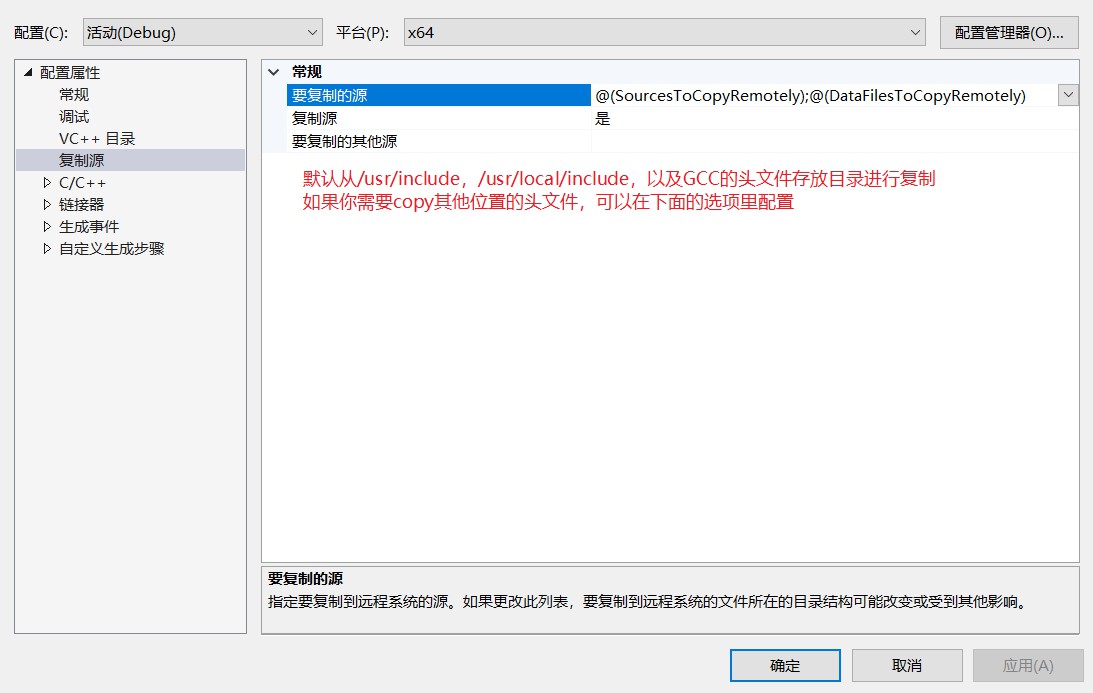 配置(C):
活动(Debug)
平台(P):
x64
配置管理器(O)...
配置属性
常规
调试
VC++ 目录
复制源
C/C++
链接器
生成事件
自定义生成步骤
常规
要复制的源
@(SourcesToCopyRemotely);@(DataFilesToCopyRemotely)
复制源
是
要复制的其他源
默认从/usr/include，/usr/local/include，以及GCC的头文件存放目录进行复制
如果你需要copy其他位置的头文件，可以在下面的选项里配置
要复制的源
指定要复制到远程系统的源。如果更改此列表，要复制到远程系统的文件所在的目录结构可能改变或受到其他影响。
确定
取消
应用(A)